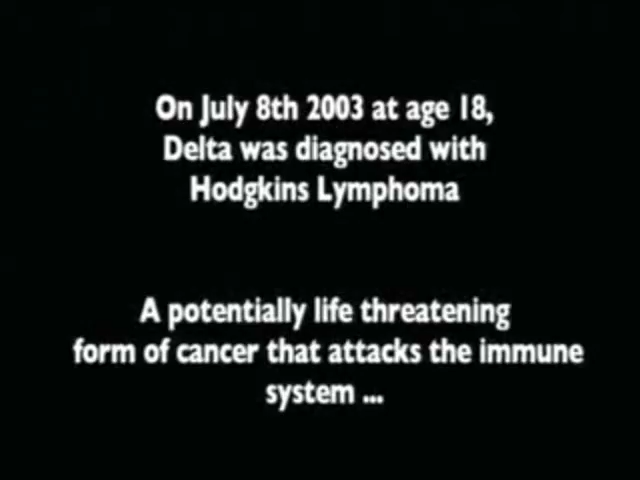 On July 8th 2003 at age 18,
Delta was diagnosed with
Hodgkins Lymphoma
A potentially life threatening
form of cancer that attacks the immune
system ...